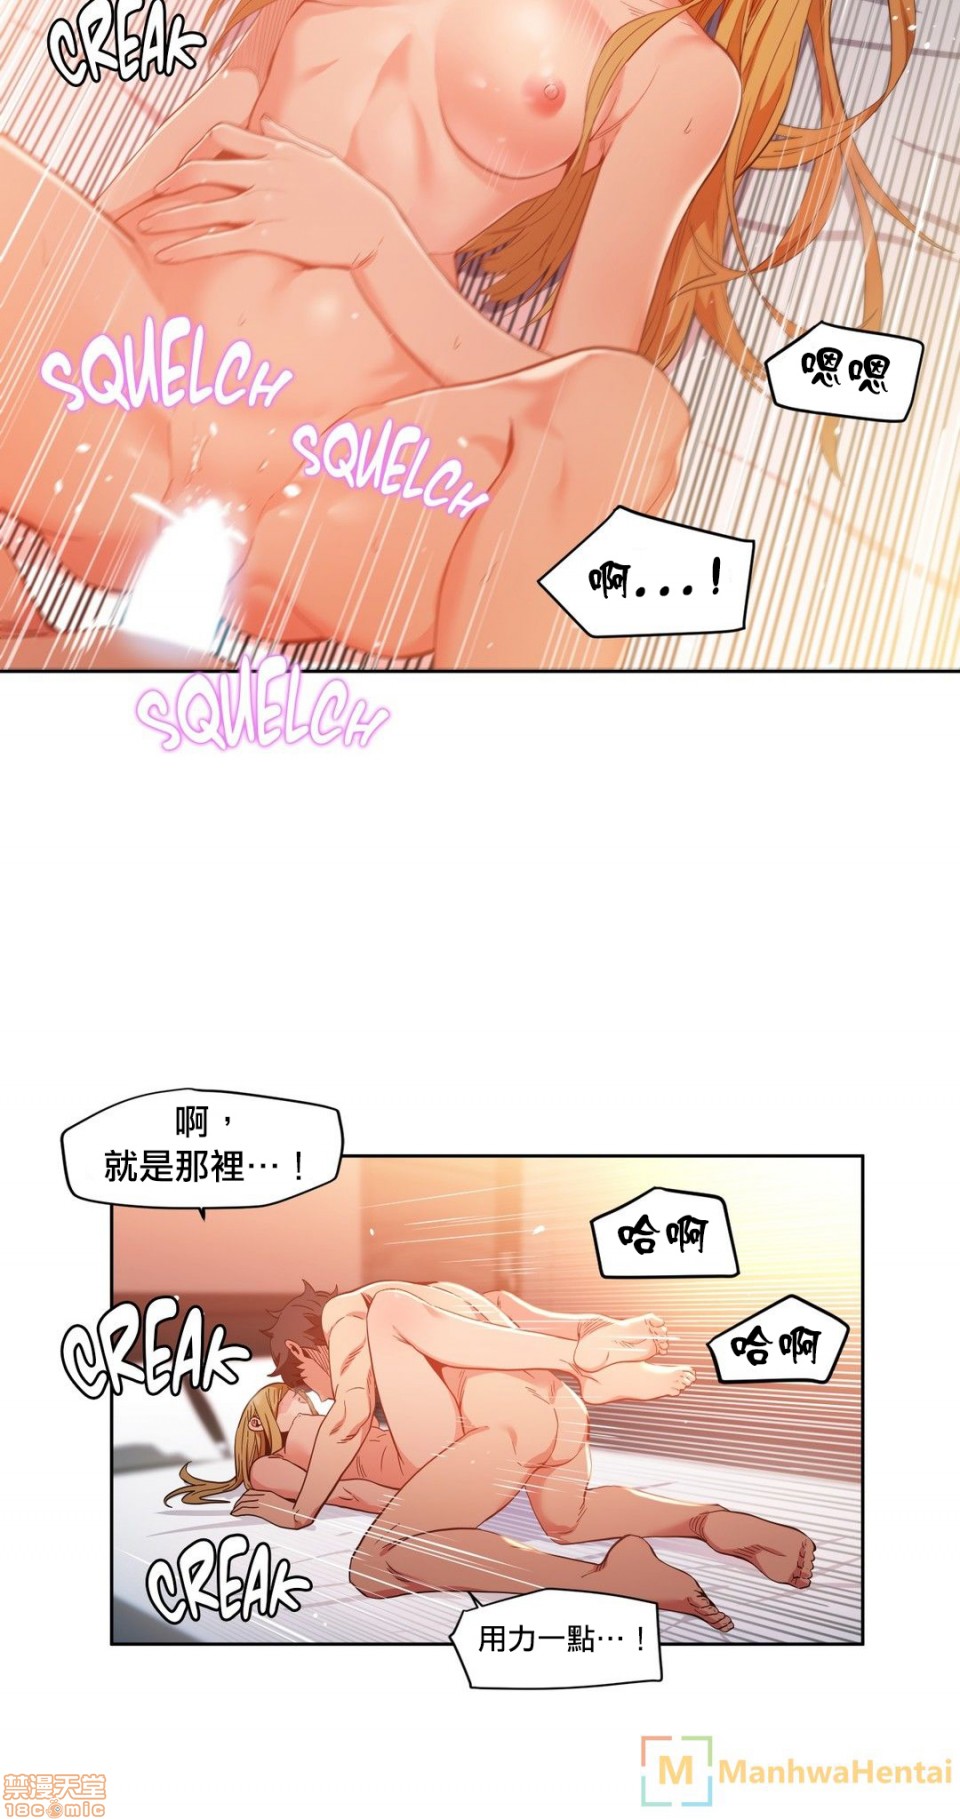 CREAK
嗯嗯
SQUELCH
SQUELCH
啊...!
SQUELCH
啊，
就是那裡…！
哈啊
CREAK
哈啊
CREAK
用力一點…！
M ManhwaHentai
禁漫天堂
18comic